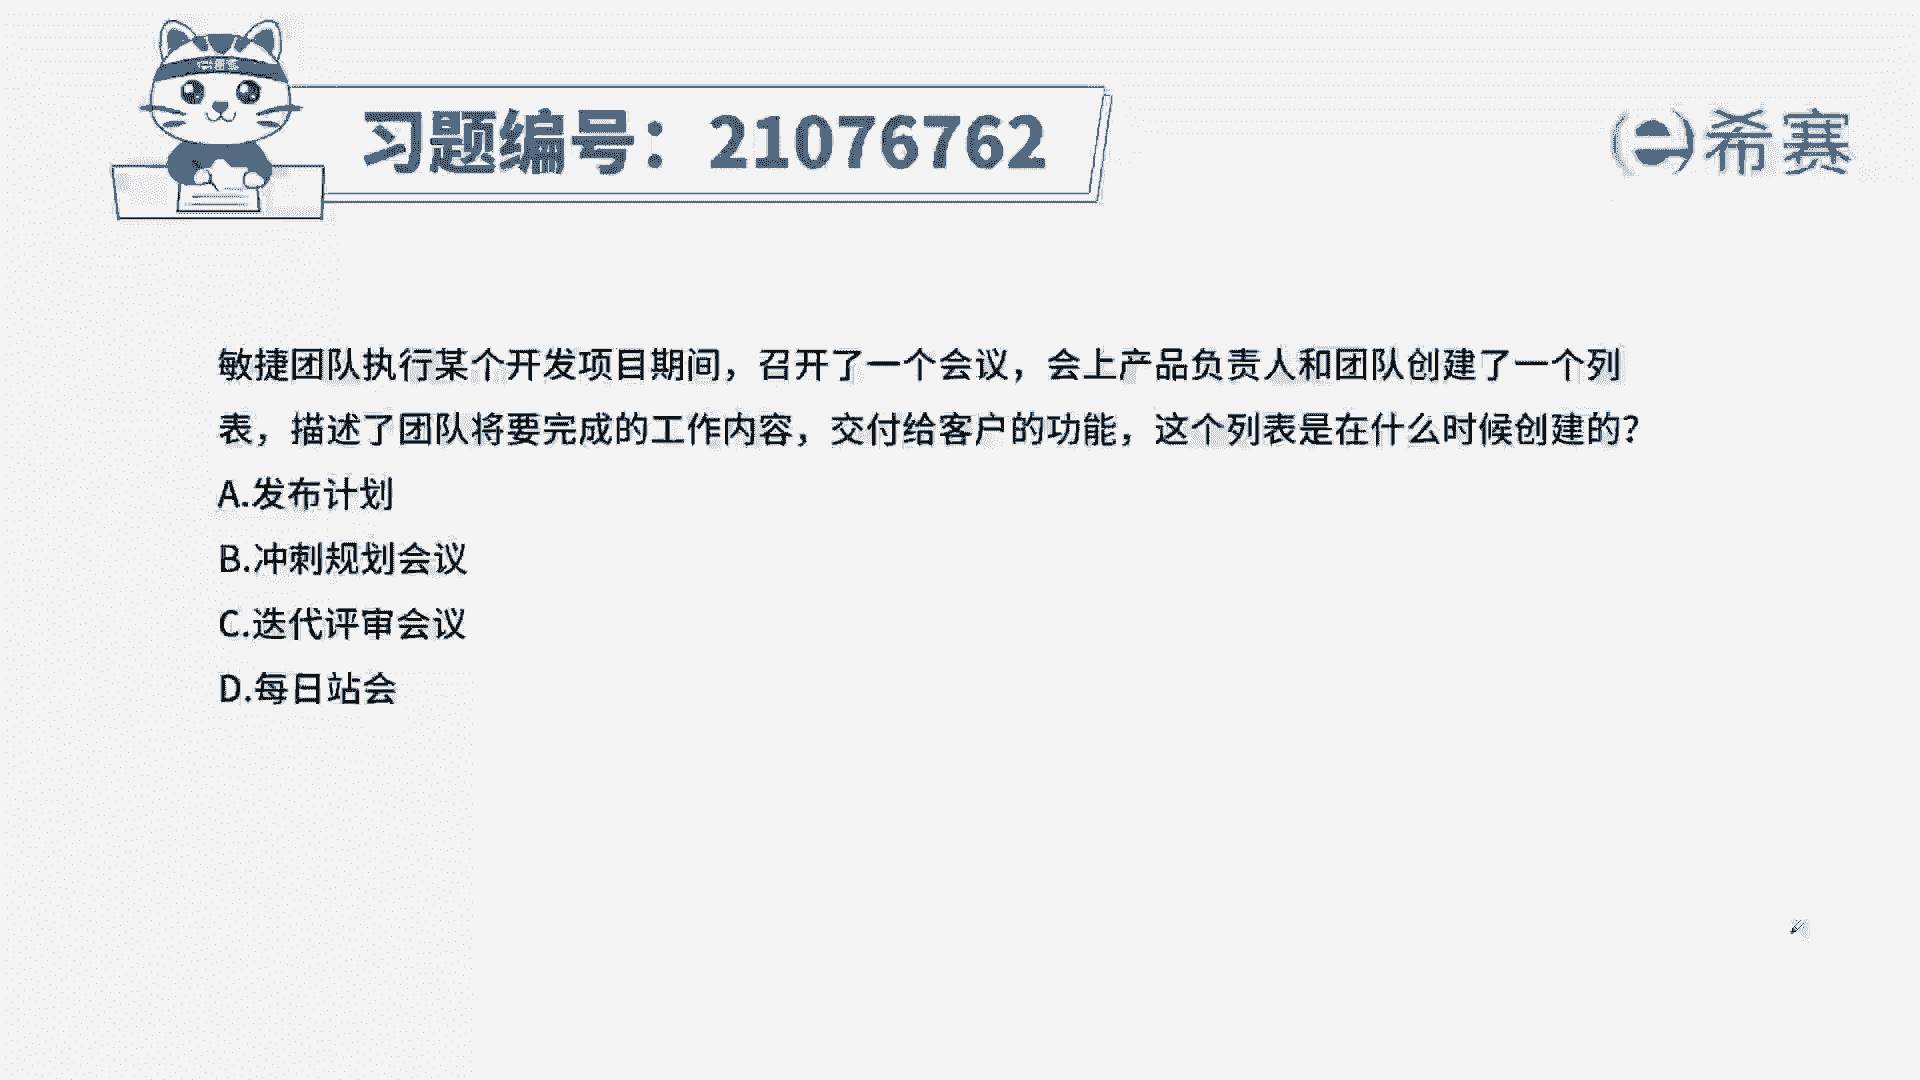 习题编号：21076762
希赛
敏捷团队执行某个开发项目期间，召开了一个会议，会上产品负责人和团队创建了一个列
表，描述了团队将要完成的工作内容，交付给客户的功能，这个列表是在什么时候创建的？
A.发布计划
B.冲刺规划会议
C.迭代评审会议
D.每日站会